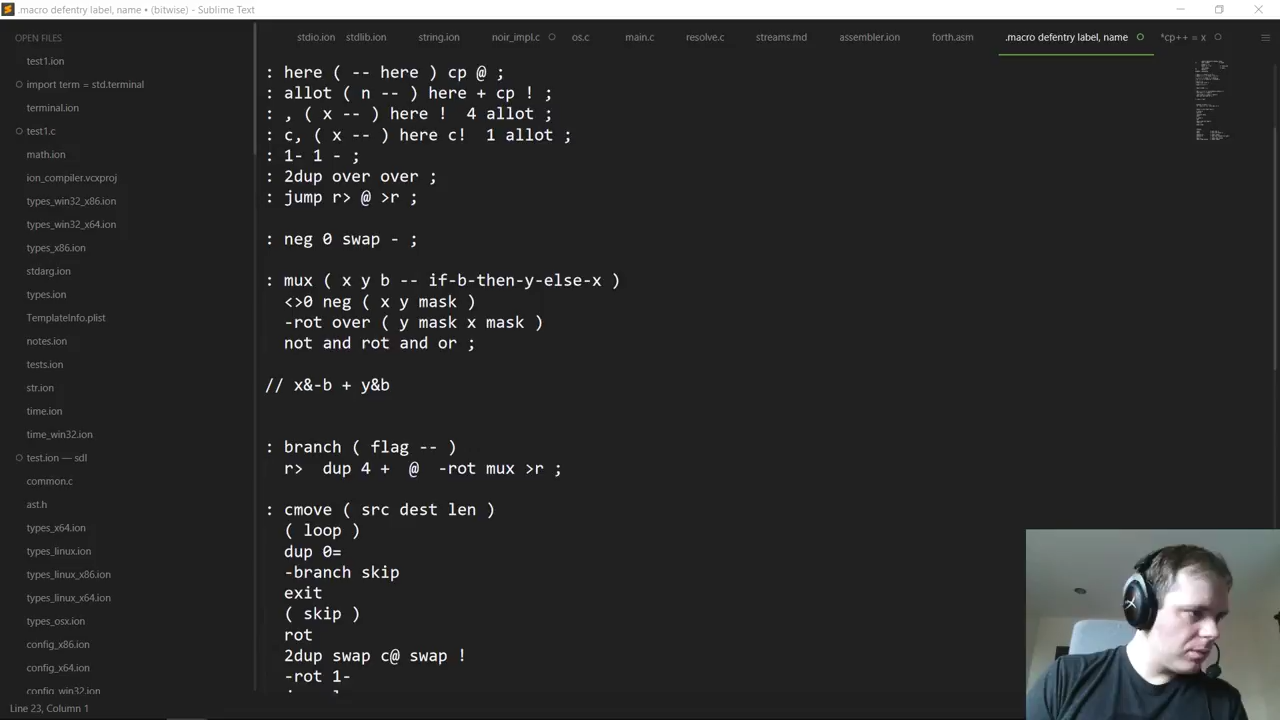 .macro defentry label, name • (bitwise) - Sublime Text
OPEN FILES
test1.ion
import term = std.terminal
terminal.ion
test1.c
math.ion
ion_compiler.vcxproj
types_win32_x86.ion
types_win32_x64.ion
types_x86.ion
stdarg.ion
types.ion
TemplateInfo.plist
notes.ion
tests.ion
str.ion
time.ion
time_win32.ion
test.ion — sdl
common.c
ast.h
types_x64.ion
types_linux.ion
types_linux_x86.ion
types_linux_x64.ion
types_osx.ion
config_x86.ion
config_x64.ion
config_win32.ion
stdio.ion stdlib.ion string.ion noir_impl.c os.c main.c resolve.c streams.md assembler.ion forth.asm .macro defentry label, name *cp++ = x
: here ( -- here ) cp @ ;
: allot ( n -- ) here + cp ! ;
: , ( x -- ) here !  4 allot ;
: c, ( x -- ) here c!  1 allot ;
: 1- 1 - ;
: 2dup over over ;
: jump r> @ >r ;
: neg 0 swap - ;
: mux ( x y b -- if-b-then-y-else-x )
<>0 neg ( x y mask )
-rot over ( y mask x mask )
not and rot and or ;
// x&~b + y&b
: branch ( flag -- )
r>  dup 4 +  @  -rot mux >r ;
: cmove ( src dest len )
( loop )
dup 0=
-branch skip
exit
( skip )
rot
2dup swap c@ swap !
-rot 1-
Line 23, Column 1